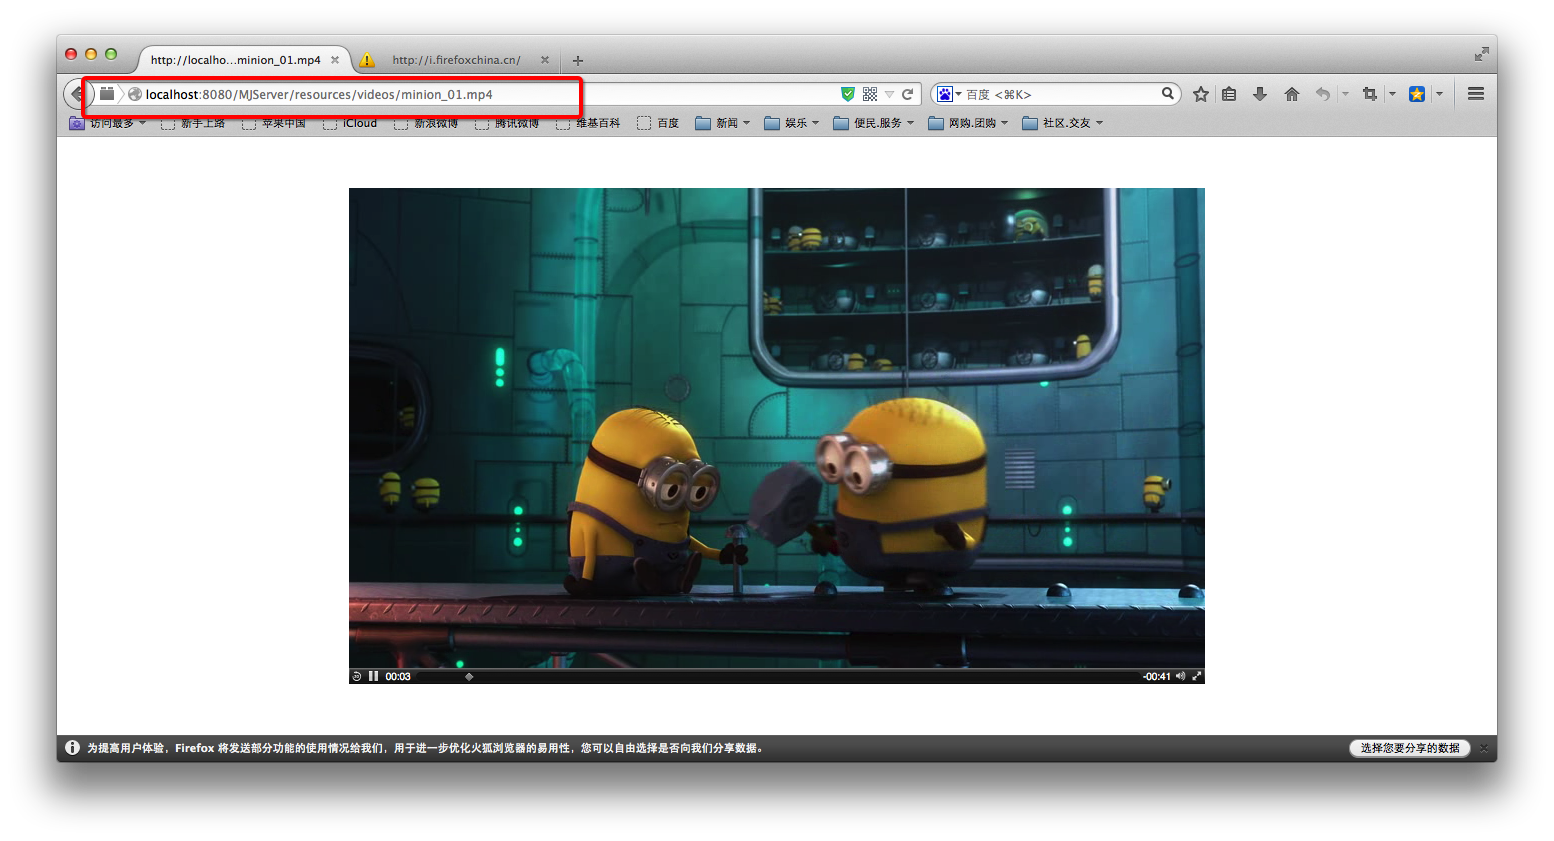 http://localho...minion_01.mp4
http://i.firefoxchina.cn/
localhost:8080/MJServer/resources/videos/minion_01.mp4
百度 <⌘K>
访问最多
新手上路
苹果中国
iCloud
新浪微博
腾讯微博
维基百科
百度
新闻
娱乐
便民.服务
网购.团购
社区.交友
00:03
-00:41
为提高用户体验，Firefox 将发送部分功能的使用情况给我们，用于进一步优化火狐浏览器的易用性，您可以自由选择是否向我们分享数据。
选择您要分享的数据